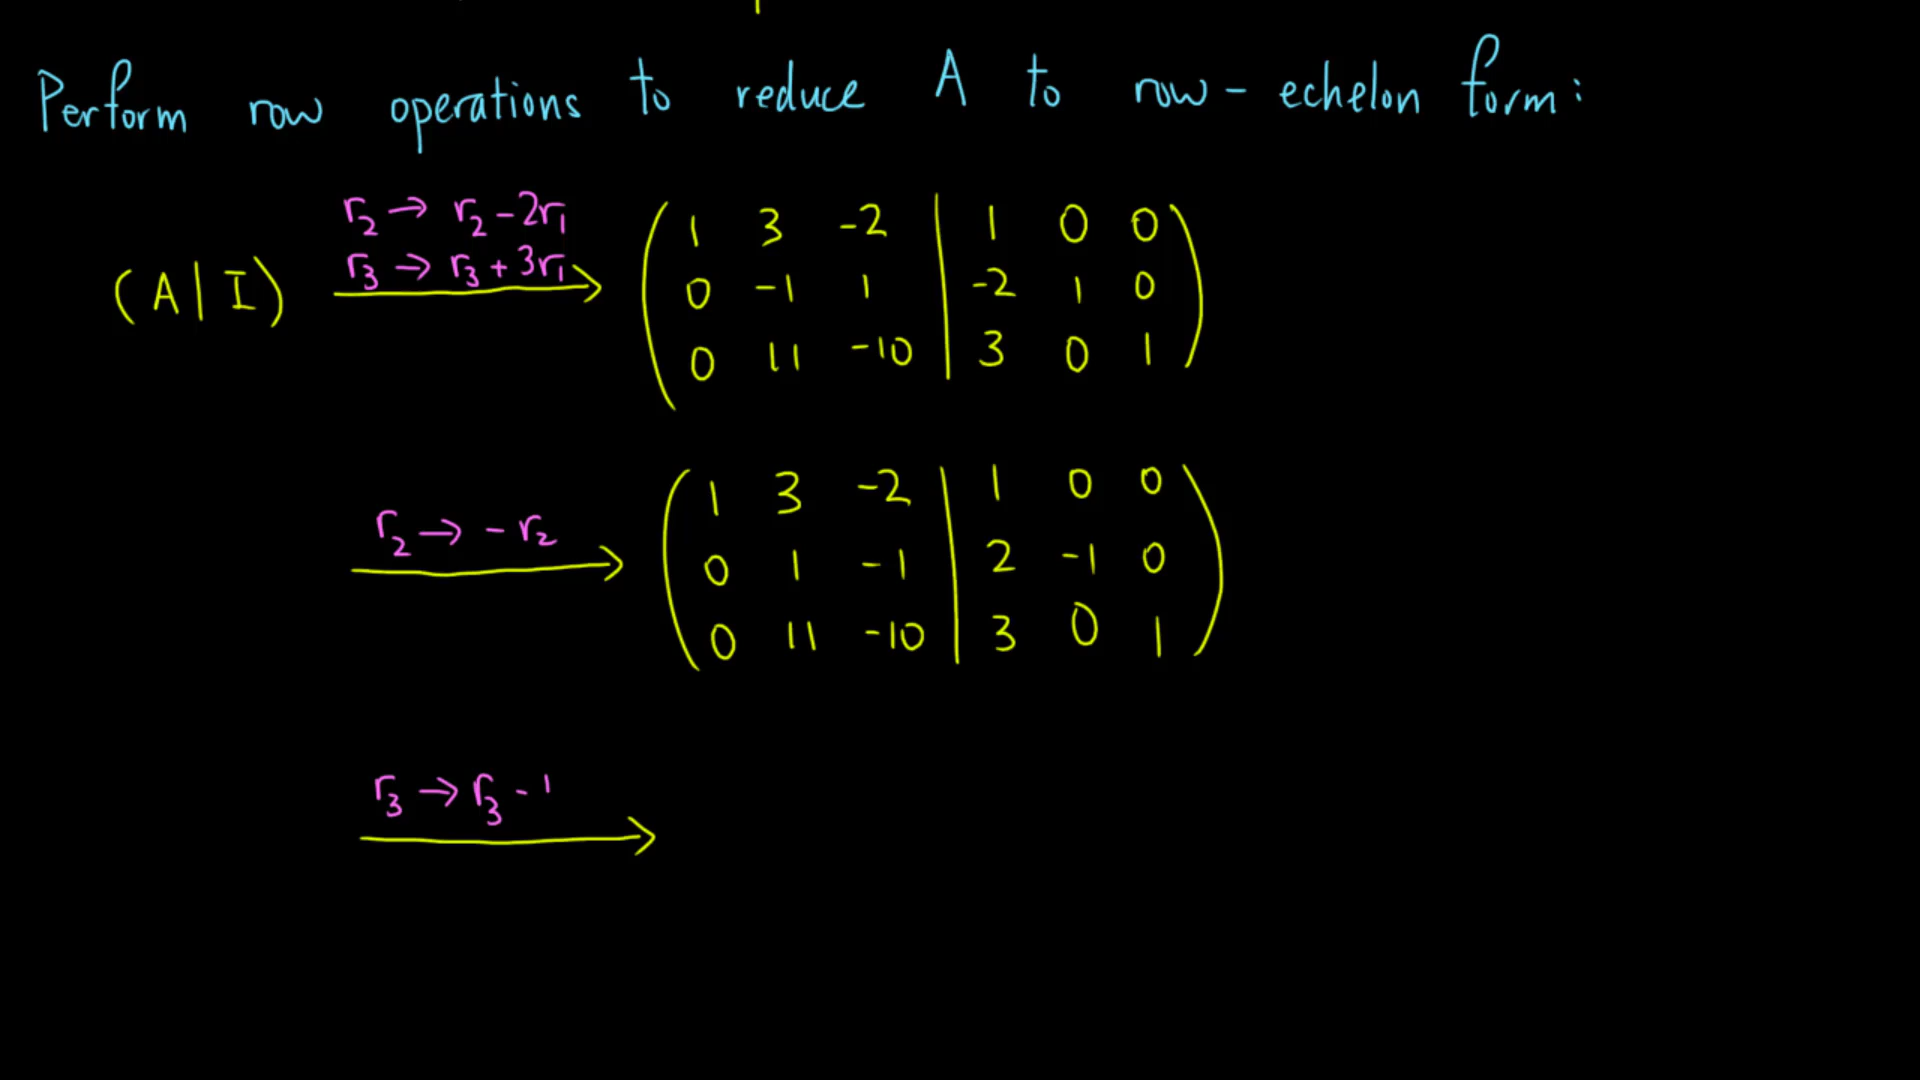 Perform row operations to reduce A to row-echelon form:
r₂ → r₂ - 2r₁
r₃ → r₃ + 3r₁
(A | I)
1 3 -2 | 1 0 0
0 -1 1 | -2 1 0
0 11 -10 | 3 0 1
r₂ → - r₂
1 3 -2 | 1 0 0
0 1 -1 | 2 -1 0
0 11 -10 | 3 0 1
r₃ → r₃ - 1